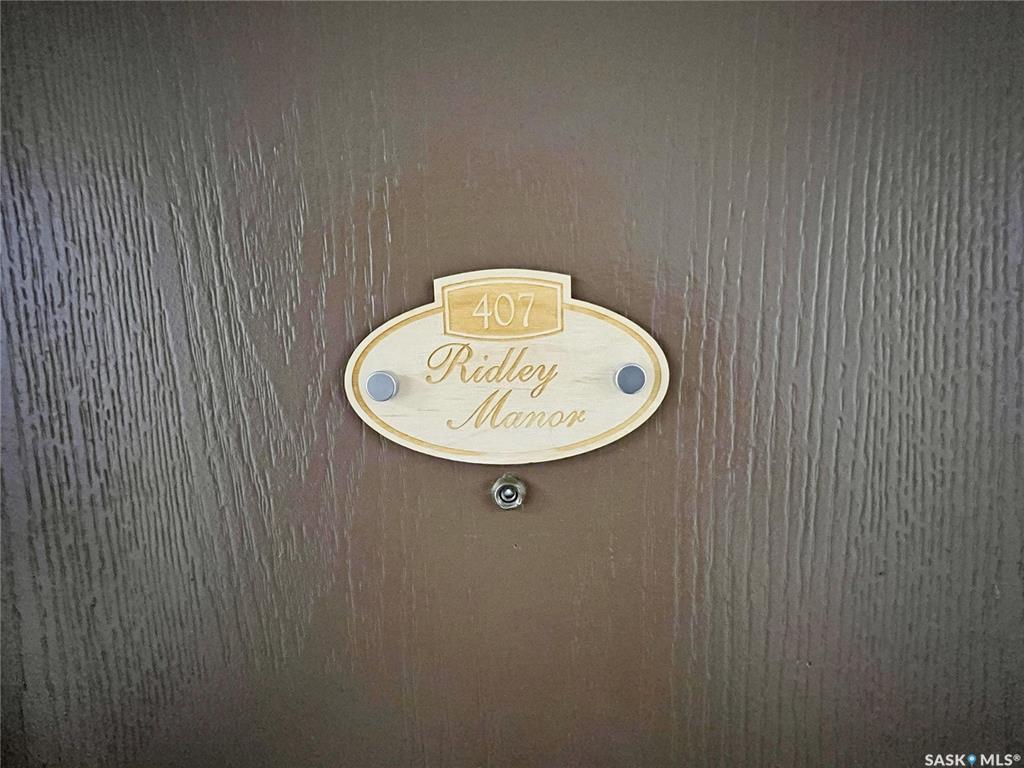 407
Ridley
Manor
SASK MLS®